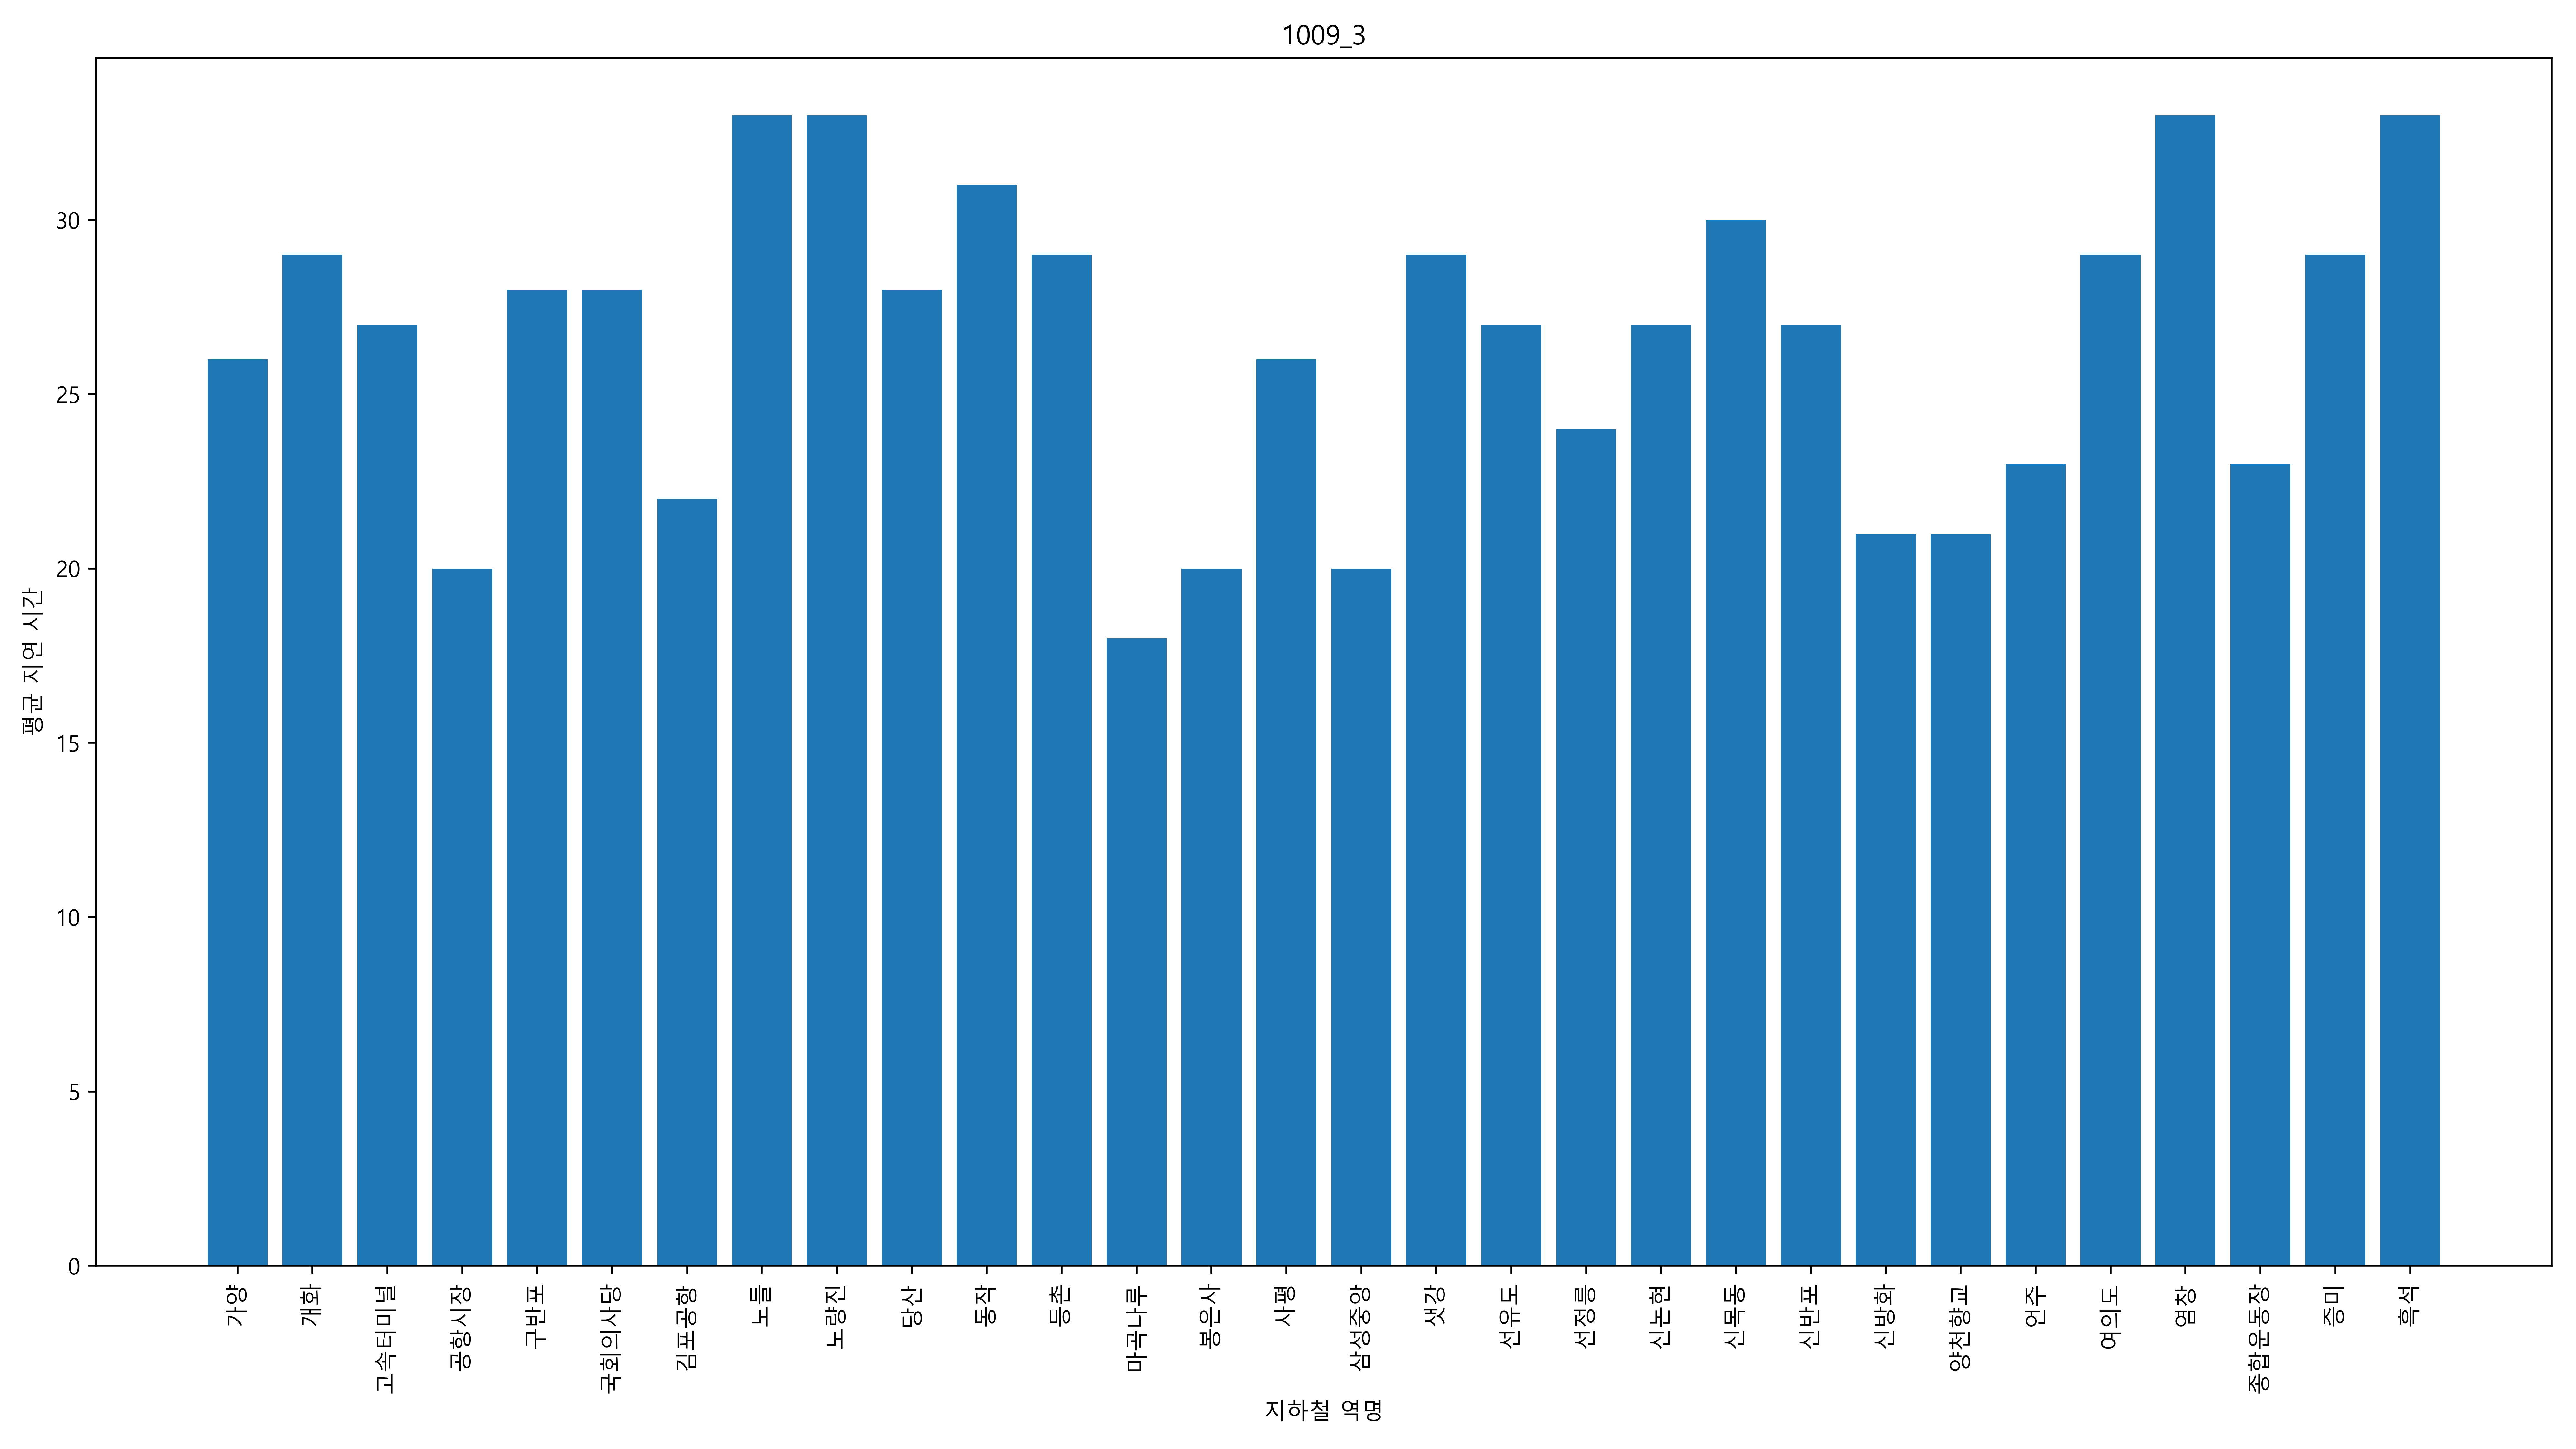 1009_3
평균 지연 시간
30
25
20
15
10
5
0
가양
개화
고속터미널
공항시장
구반포
국회의사당
김포공항
노들
노량진
당산
동작
등촌
마곡나루
봉은사
사평
삼성중앙
샛강
선유도
선정릉
신논현
신목동
신반포
신방화
양천향교
언주
여의도
염창
종합운동장
증미
흑석
지하철 역명